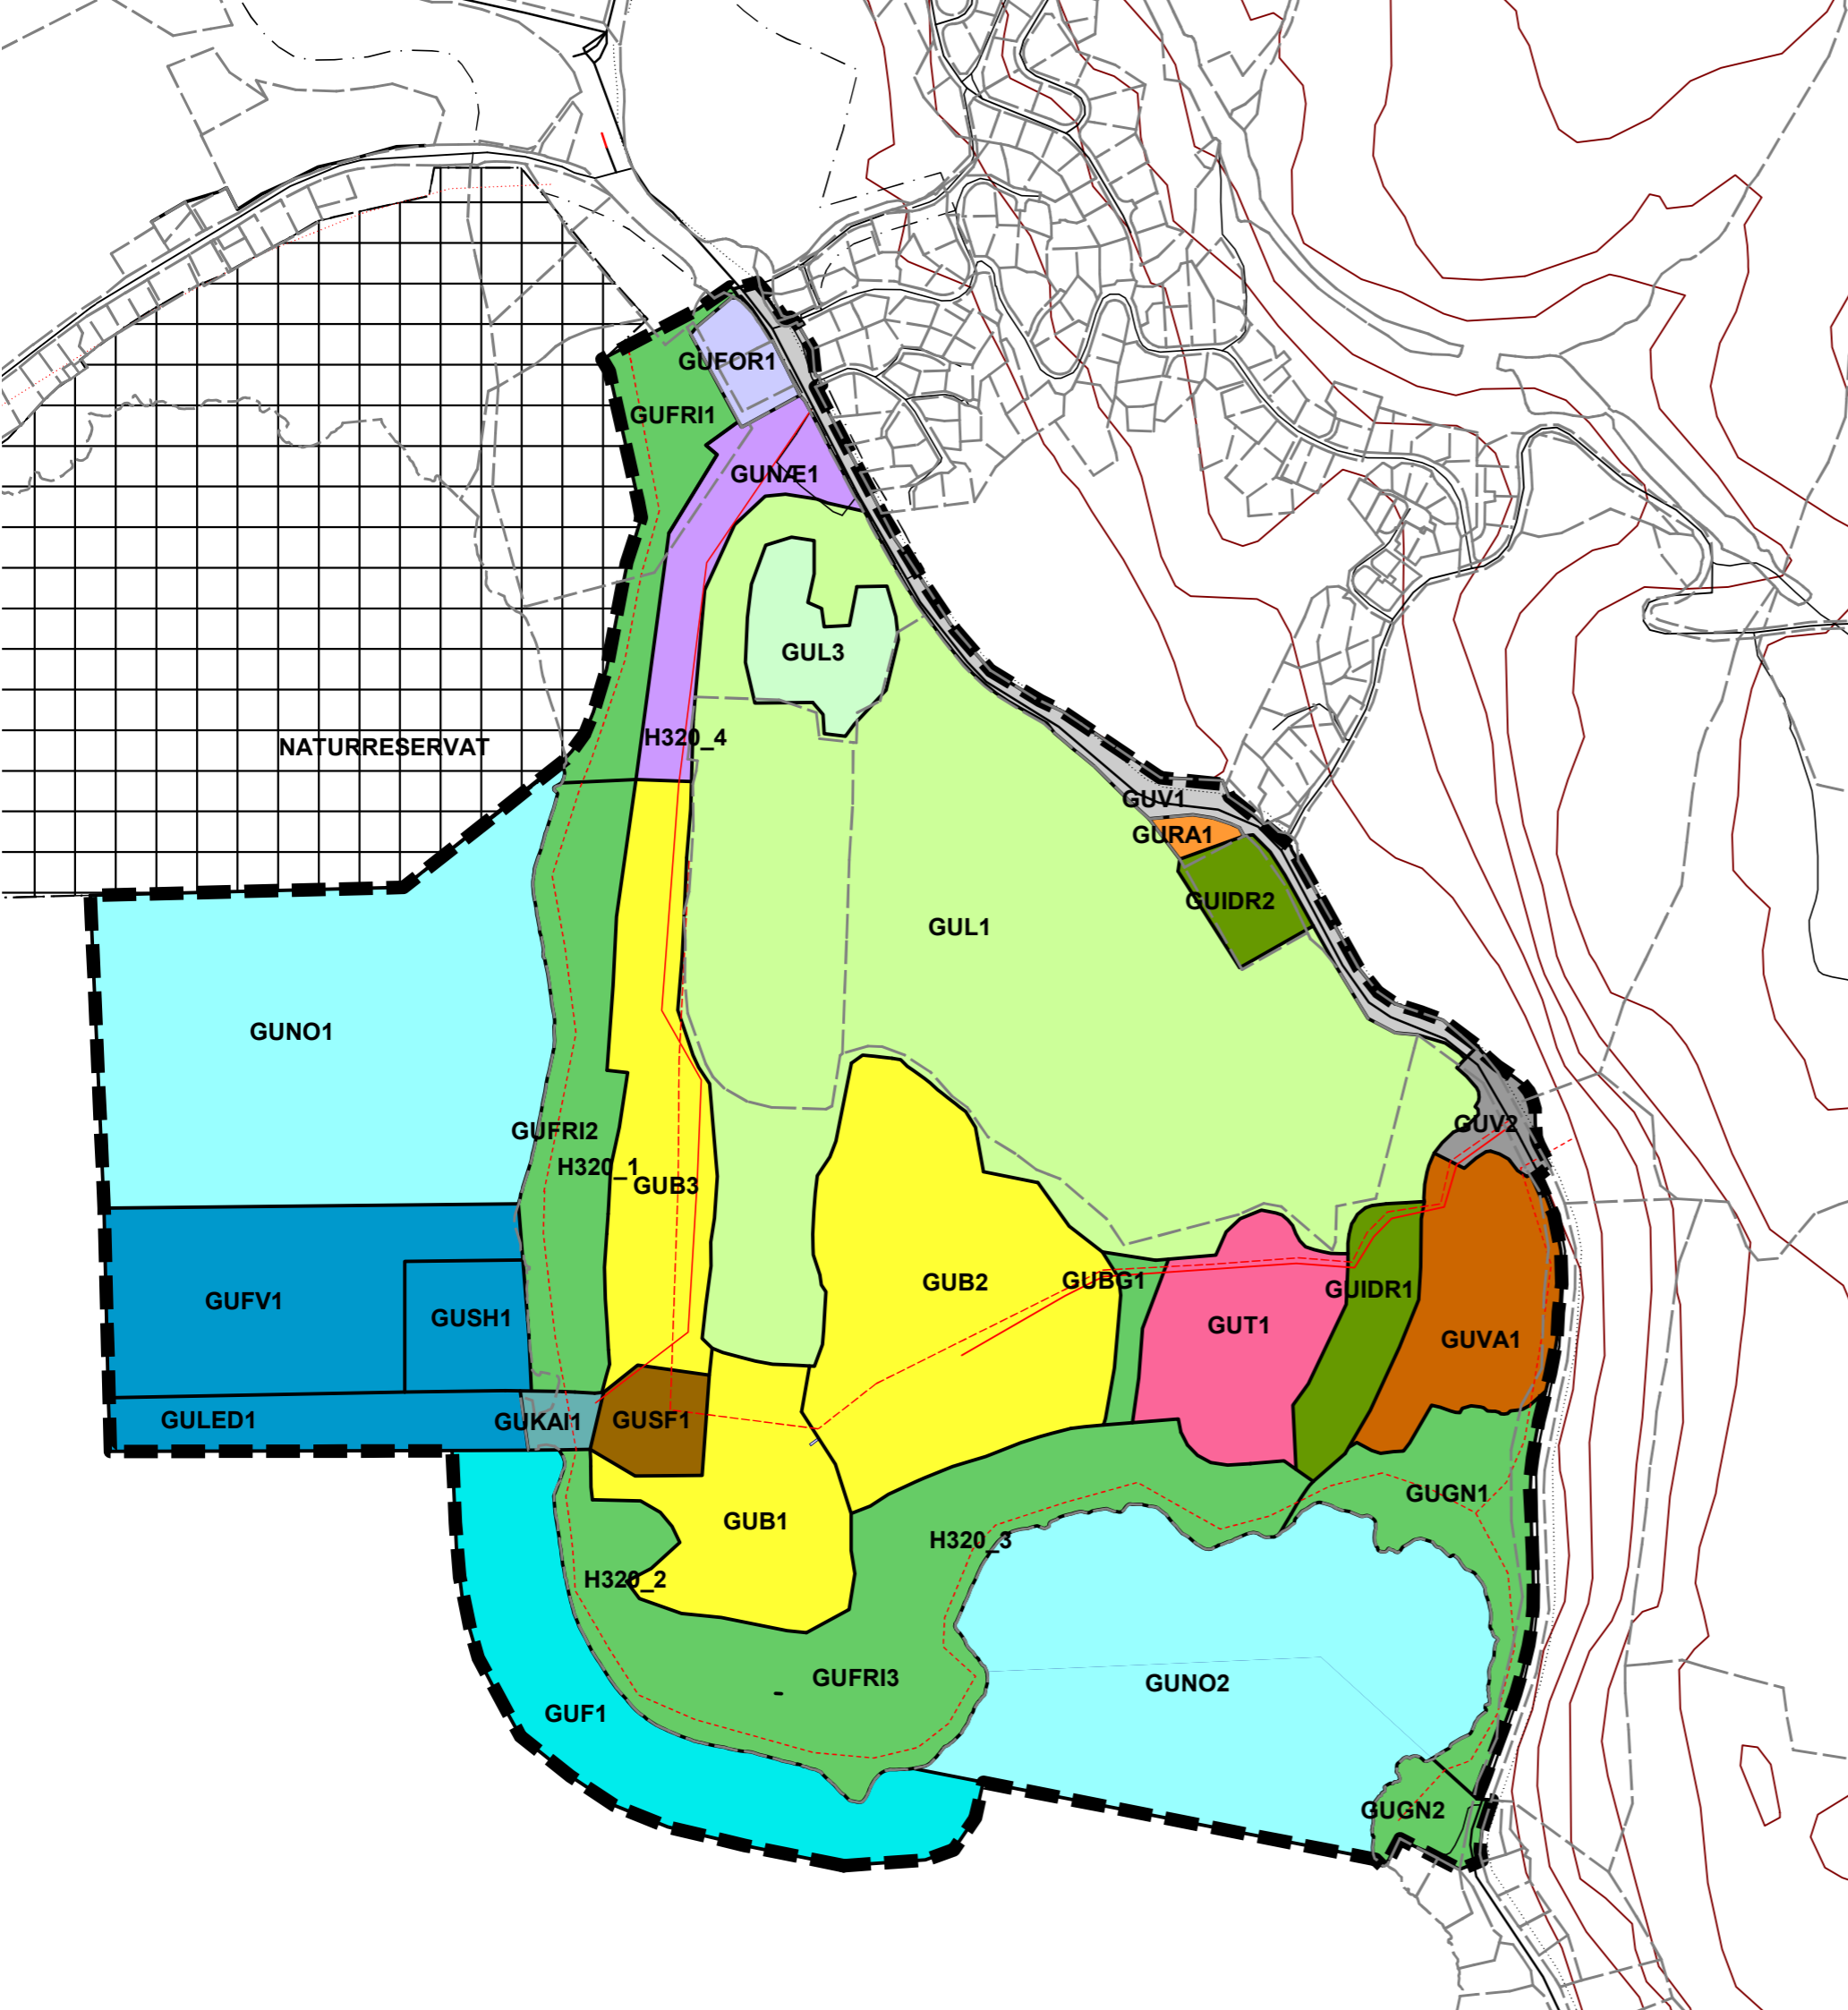 GUFOR1
GUFRI1
GUNÆ1
GUL3
H320_4
NATURRESERVAT
GUV1
GURA1
GUIDR2
GUL1
GUNO1
GUV2
GUFRI2
H320_1
GUB3
GUB2
GUBG1
GUIDR1
GUFV1
GUSH1
GUT1
GUVA1
GULED1
GUKAI1
GUSF1
GUGN1
GUB1
H320_3
H320_2
GUFRI3
GUNO2
GUF1
GUGN2